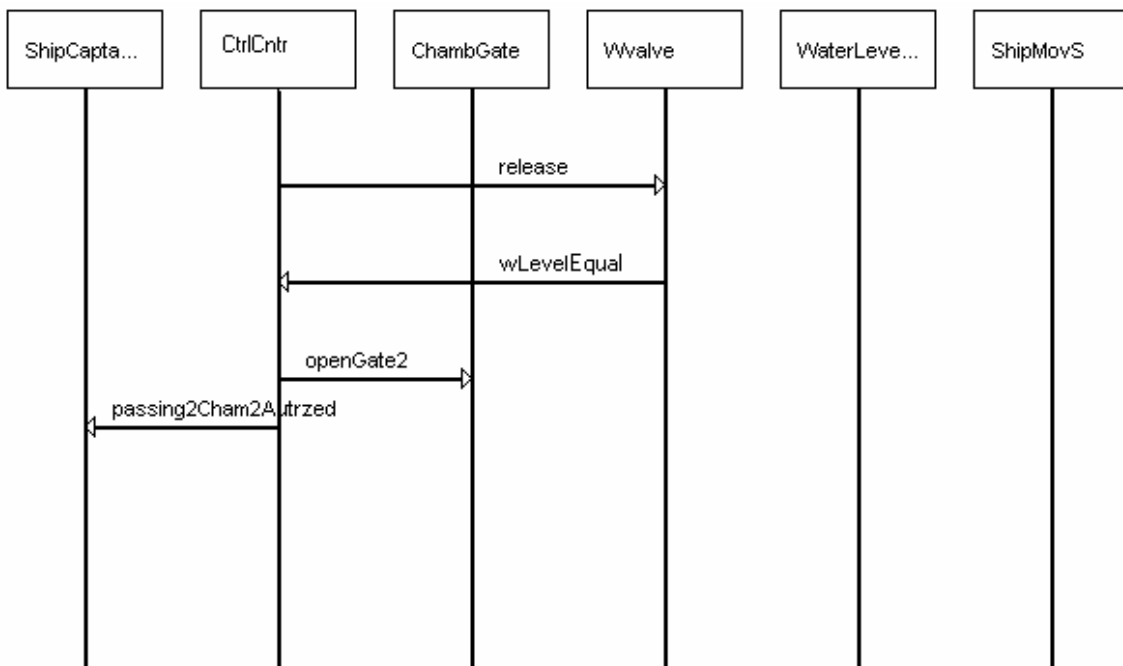 ShipCapta...
CtrlCntr
ChambGate
Wvalve
WaterLeve...
ShipMovS
release
wLevelEqual
openGate2
passing2Cham2Autrzed